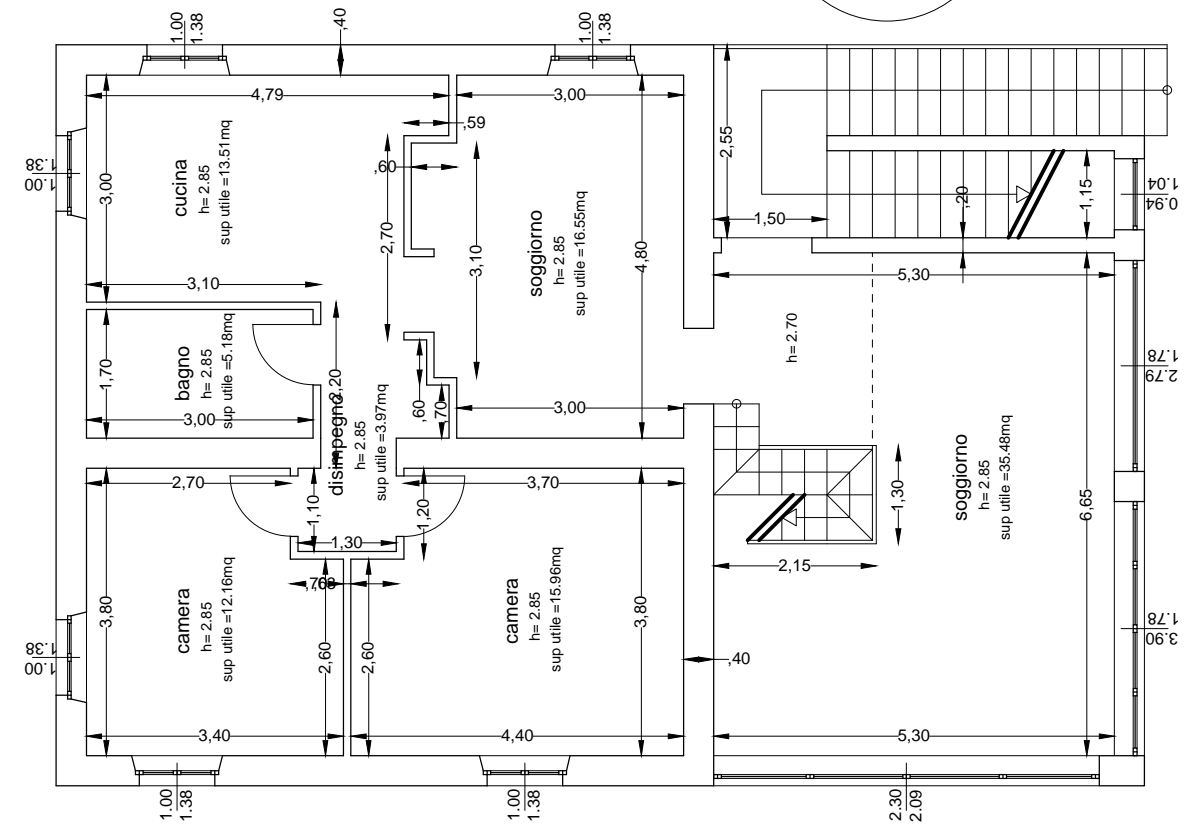 1.00
1.38
,40
1.00
1.38
4,79
3,00
,59
2,55
1.38
1.00
3,00
cucina
h= 2.85
sup utile =13.51mq
,60
2,70
3,10
soggiorno
h= 2.85
sup utile =16.55mq
4,80
1,50
,20
1,15
1.04
0.94
3,10
5,30
1,70
bagno
h= 2.85
sup utile =5.18mq
3,00
2,20
disimpegno
h= 2.85
sup utile =3.97mq
,60
,70
3,00
h= 2.70
1.78
2.79
2,70
1,10
1,30
1,20
3,70
1,30
2,15
soggiorno
h= 2.85
sup utile =35.48mq
6,65
3,80
camera
h= 2.85
sup utile =12.16mq
2,60
2,60
camera
h= 2.85
sup utile =15.96mq
3,80
,40
1.78
3.90
1.38
1.00
3,40
4,40
5,30
1.00
1.38
1.00
1.38
2.30
2.09